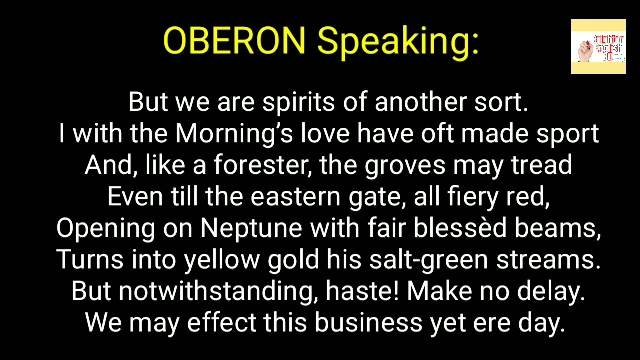 OBERON Speaking:
But we are spirits of another sort.
I with the Morning's love have oft made sport
And, like a forester, the groves may tread
Even till the eastern gate, all fiery red,
Opening on Neptune with fair blessèd beams,
Turns into yellow gold his salt-green streams.
But notwithstanding, haste! Make no delay.
We may effect this business yet ere day.